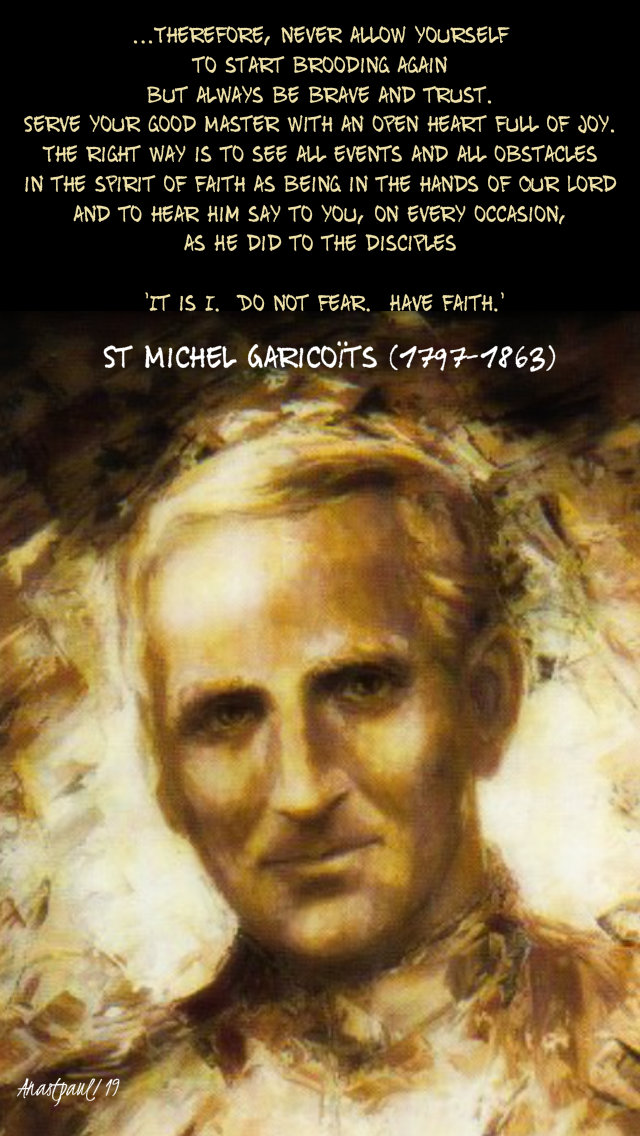 ...THEREFORE, NEVER ALLOW YOURSELF
TO START BROODING AGAIN
BUT ALWAYS BE BRAVE AND TRUST.
SERVE YOUR GOOD MASTER WITH AN OPEN HEART FULL OF JOY.
THE RIGHT WAY IS TO SEE ALL EVENTS AND ALL OBSTACLES
IN THE SPIRIT OF FAITH AS BEING IN THE HANDS OF OUR LORD
AND TO HEAR HIM SAY TO YOU, ON EVERY OCCASION,
AS HE DID TO THE DISCIPLES
'IT IS I. DO NOT FEAR. HAVE FAITH.'
ST MICHEL GARICOÏTS (1797-1863)
Anastpaul/19